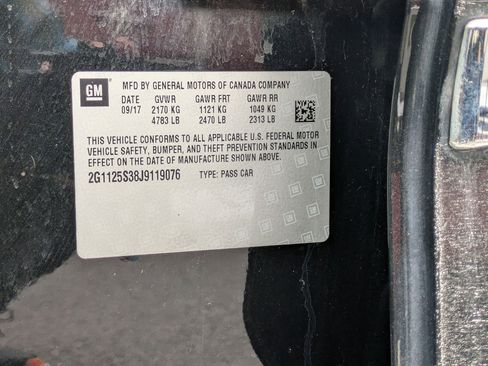 GM
MFD BY GENERAL MOTORS OF CANADA COMPANY
DATE GVWR GAWR FRT GAWR RR
09/17 2170 KG 1121 KG 1049 KG
4783 LB 2470 LB 2313 LB
THIS VEHICLE CONFORMS TO ALL APPLICABLE U.S. FEDERAL MOTOR
VEHICLE SAFETY, BUMPER, AND THEFT PREVENTION STANDARDS IN
EFFECT ON THE DATE OF MANUFACTURE SHOWN ABOVE.
2G1125S38J9119076 TYPE: PASS CAR